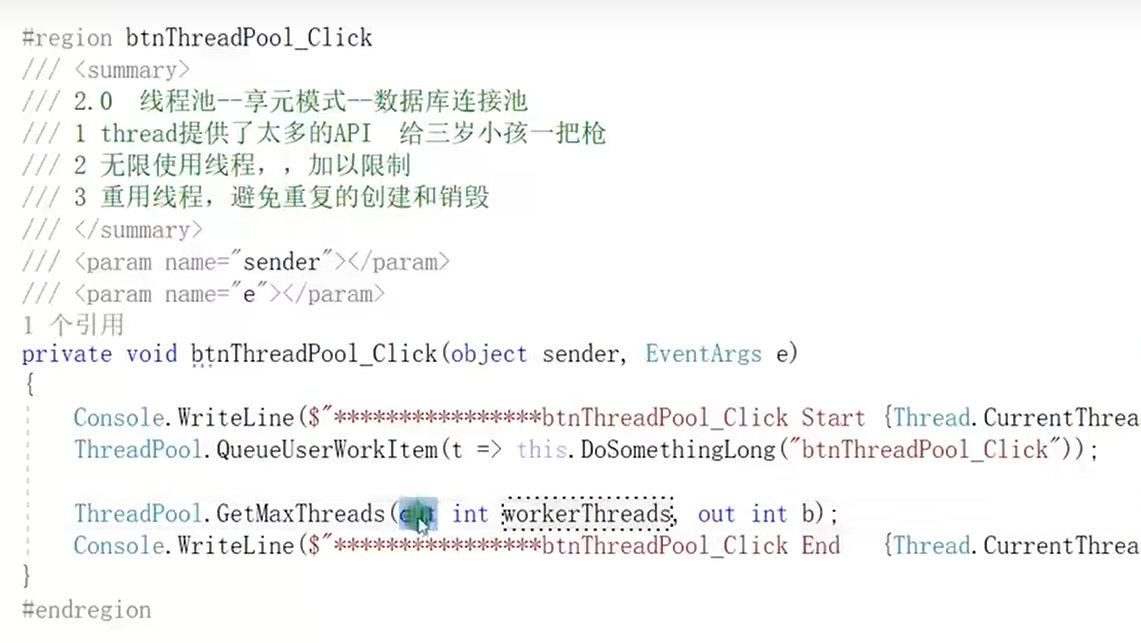 #region btnThreadPool_Click
/// <summary>
/// 2.0  线程池--享元模式--数据库连接池
/// 1 thread提供了太多的API  给三岁小孩一把枪
/// 2 无限使用线程，，加以限制
/// 3 重用线程，避免重复的创建和销毁
/// </summary>
/// <param name="sender"></param>
/// <param name="e"></param>
1 个引用
private void btnThreadPool_Click(object sender, EventArgs e)
{
Console.WriteLine($"****************btnThreadPool_Click Start {Thread.CurrentThrea
ThreadPool.QueueUserWorkItem(t => this.DoSomethingLong("btnThreadPool_Click"));
ThreadPool.GetMaxThreads(out int workerThreads, out int b);
Console.WriteLine($"****************btnThreadPool_Click End   {Thread.CurrentThrea
}
#endregion